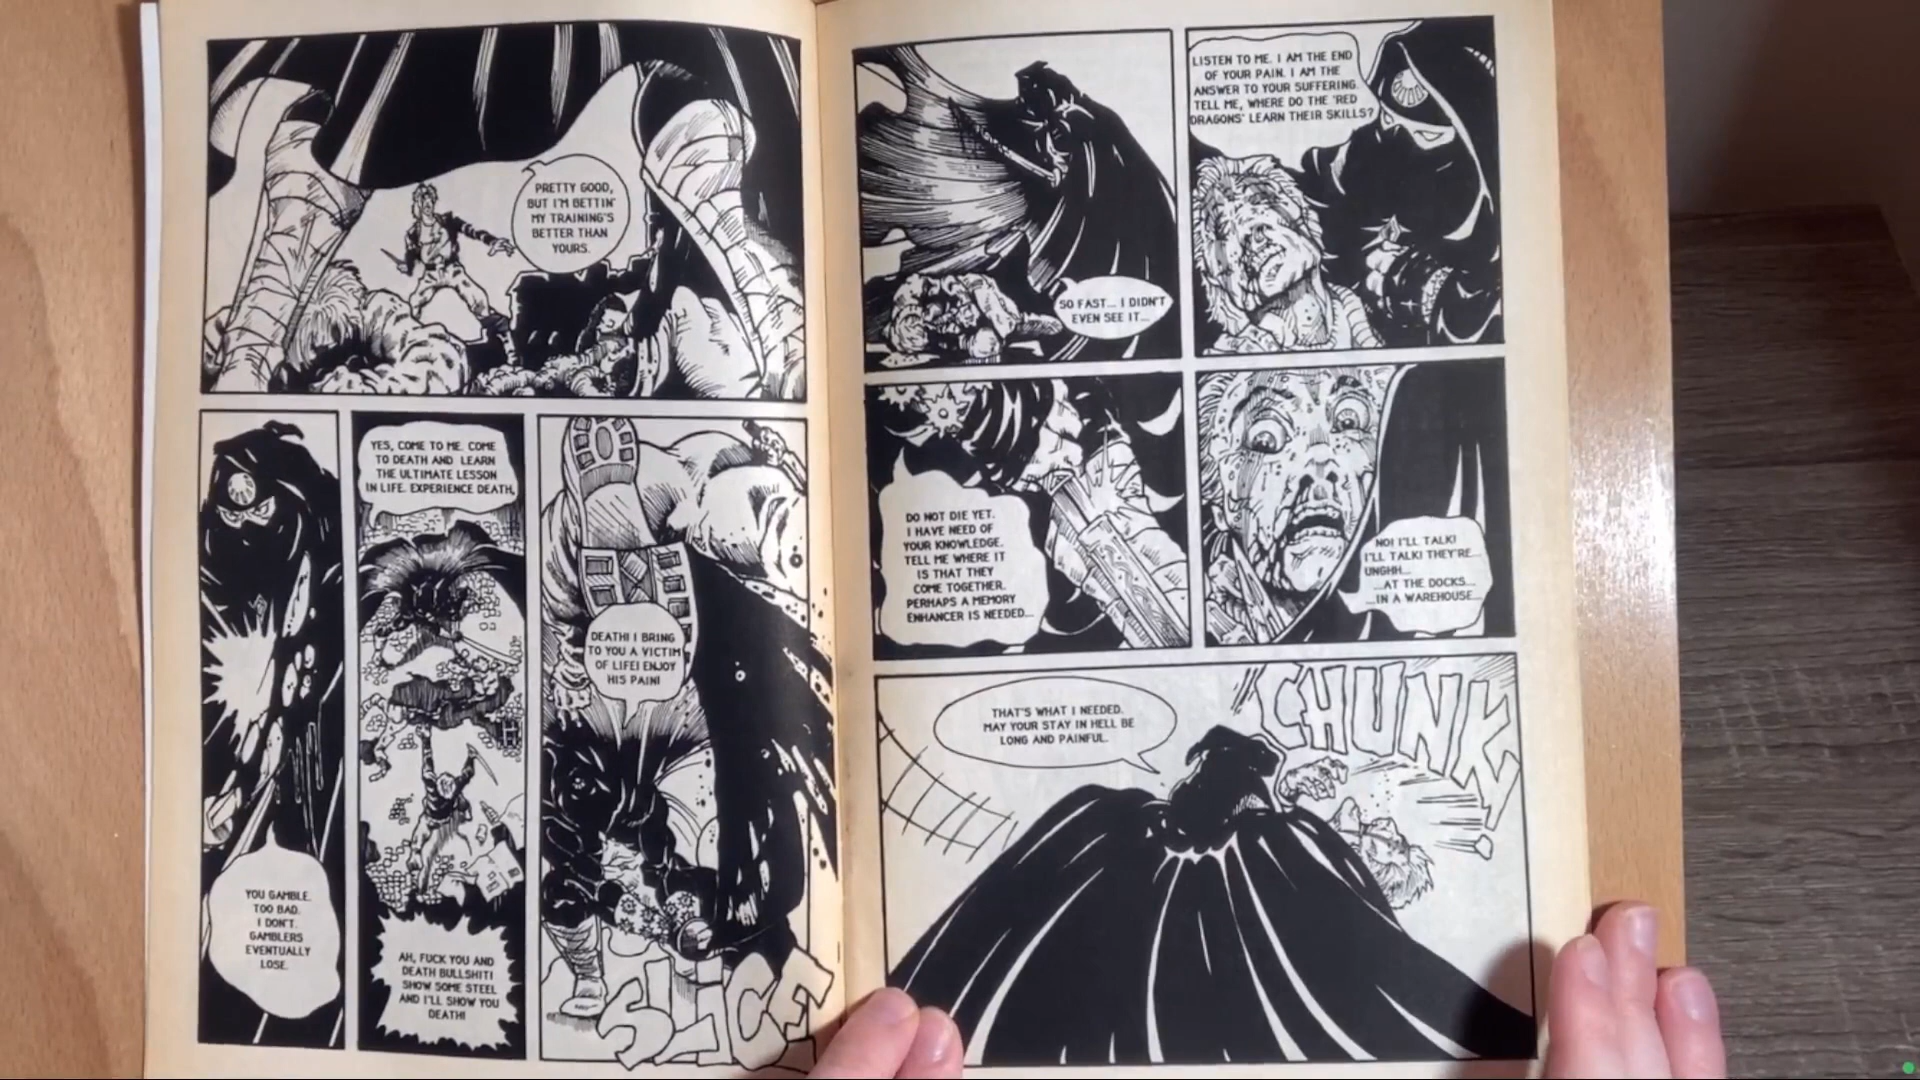 PRETTY GOOD,
BUT I'M BETTIN'
MY TRAINING'S
BETTER THAN
YOURS.
YOU GAMBLE.
TOO BAD.
I DON'T.
GAMBLERS
EVENTUALLY
LOSE.
YES, COME TO ME. COME
TO DEATH AND LEARN
THE ULTIMATE LESSON
IN LIFE. EXPERIENCE DEATH.
AH, FUCK YOU AND
DEATH BULLSHIT!
SHOW SOME STEEL
AND I'LL SHOW YOU
DEATH!
DEATH! I BRING
TO YOU A VICTIM
OF LIFE! ENJOY
HIS PAIN!
SLICE
SO FAST... I DIDN'T
EVEN SEE IT...
LISTEN TO ME. I AM THE END
OF YOUR PAIN. I AM THE
ANSWER TO YOUR SUFFERING.
TELL ME, WHERE DO THE 'RED
DRAGONS' LEARN THEIR SKILLS?
DO NOT DIE YET.
I HAVE NEED OF
YOUR KNOWLEDGE.
TELL ME WHERE IT
IS THAT THEY
COME TOGETHER.
PERHAPS A MEMORY
ENHANCER IS NEEDED...
NO! I'LL TALK!
I'LL TALK! THEY'RE...
UNGHH...
...AT THE DOCKS...
...IN A WAREHOUSE...
THAT'S WHAT I NEEDED.
MAY YOUR STAY IN HELL BE
LONG AND PAINFUL.
CHUNK!